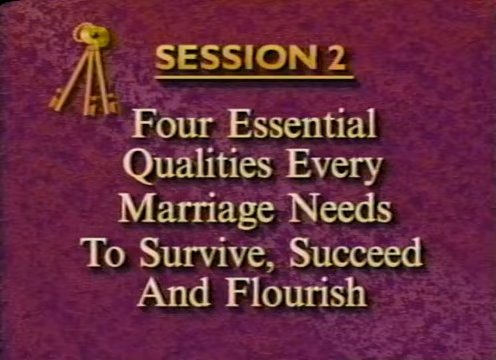 SESSION 2
Four Essential
Qualities Every
Marriage Needs
To Survive, Succeed
And Flourish